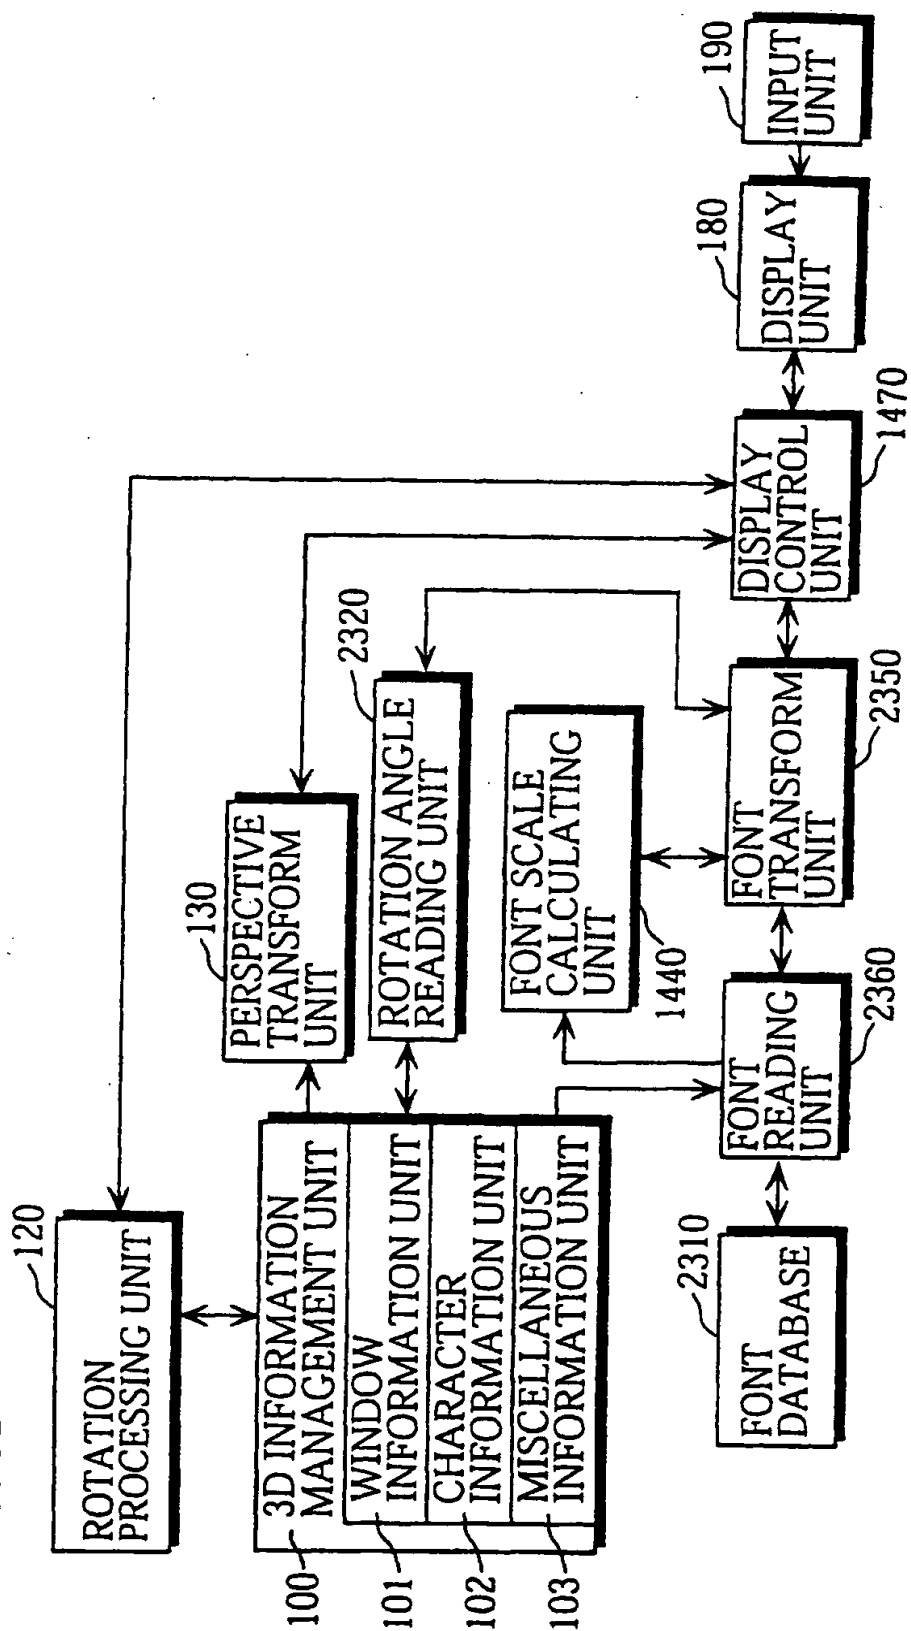 120
ROTATION
PROCESSING UNIT
100
3D INFORMATION
MANAGEMENT UNIT
101
WINDOW
INFORMATION UNIT
102
CHARACTER
INFORMATION UNIT
103
MISCELLANEOUS
INFORMATION UNIT
130
PERSPECTIVE
TRANSFORM
UNIT
2320
ROTATION ANGLE
READING UNIT
FONT SCALE
CALCULATING
UNIT
1440
2310
FONT
DATABASE
FONT
READING
UNIT
2360
FONT
TRANSFORM
UNIT
2350
DISPLAY
CONTROL
UNIT
1470
180
DISPLAY
UNIT
190
INPUT
UNIT